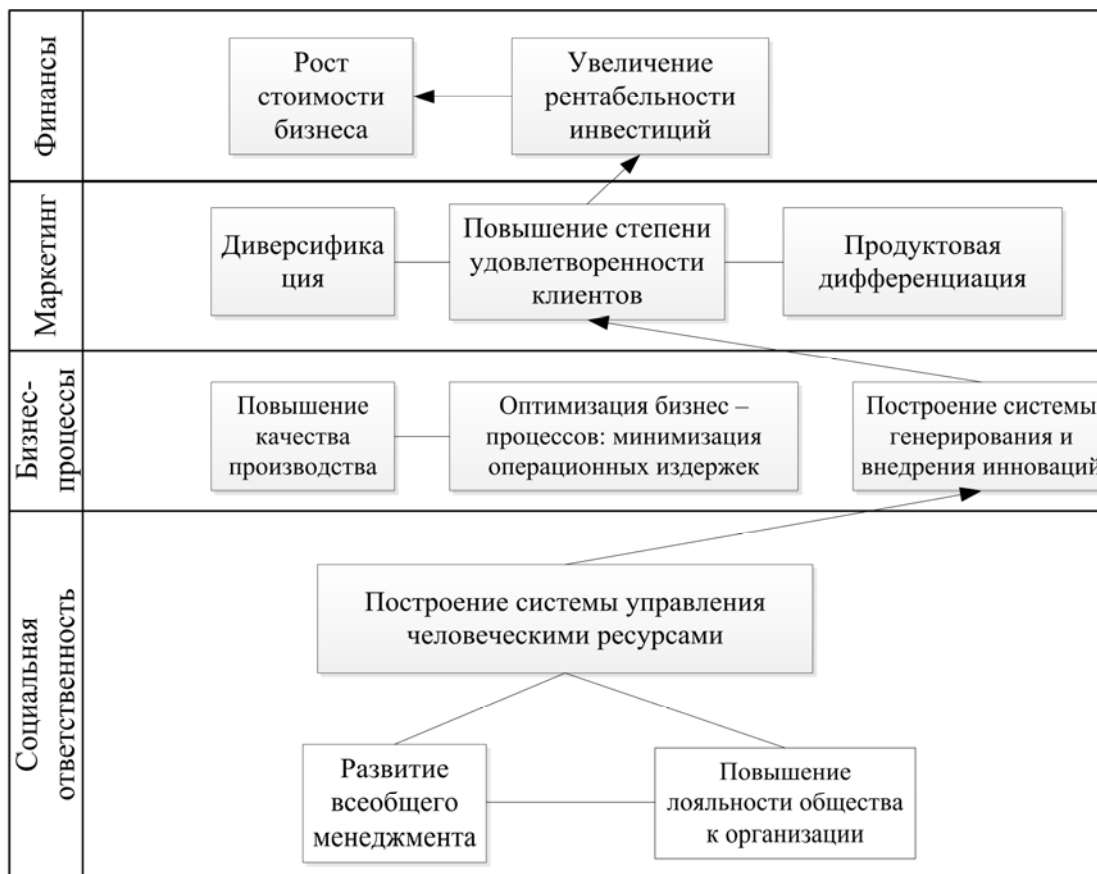 Финансы
Рост
стоимости
бизнеса
Увеличение
рентабельности
инвестиций
Маркетинг
Диверсифика
ция
Повышение степени
удовлетворенности
клиентов
Продуктовая
дифференциация
Бизнес-
процессы
Повышение
качества
производства
Оптимизация бизнес –
процессов: минимизация
операционных издержек
Построение системы
генерирования и
внедрения инноваций
Социальная
ответственность
Построение системы управления
человеческими ресурсами
Развитие
всеобщего
менеджмента
Повышение
лояльности общества
к организации